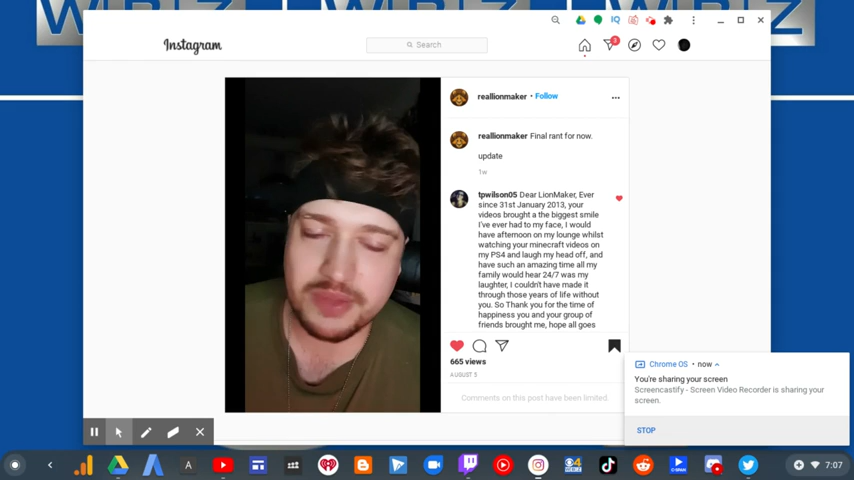 WBZ
WBZ
WBZ
WBZ
Instagram
Search
2
reallionmaker • Follow
reallionmaker Final rant for now.
update
1w
tpwilson05 Dear LionMaker, Ever
since 31st January 2013, your
videos brought a the biggest smile
I've ever had to my face, I would
have afternoon on my lounge whilst
watching your minecraft videos on
my PS4 and laugh my head off, and
have such an amazing time all my
family would hear 24/7 was my
laughter, I couldn't have made it
through those years of life without
you. So Thank you for the time of
happiness you and your group of
friends brought me, hope all goes
665 views
AUGUST 3
Comments on this post have been limited
Chrome OS • now
You're sharing your screen
Screencastify - Screen Video Recorder is sharing your
screen.
STOP
7:07